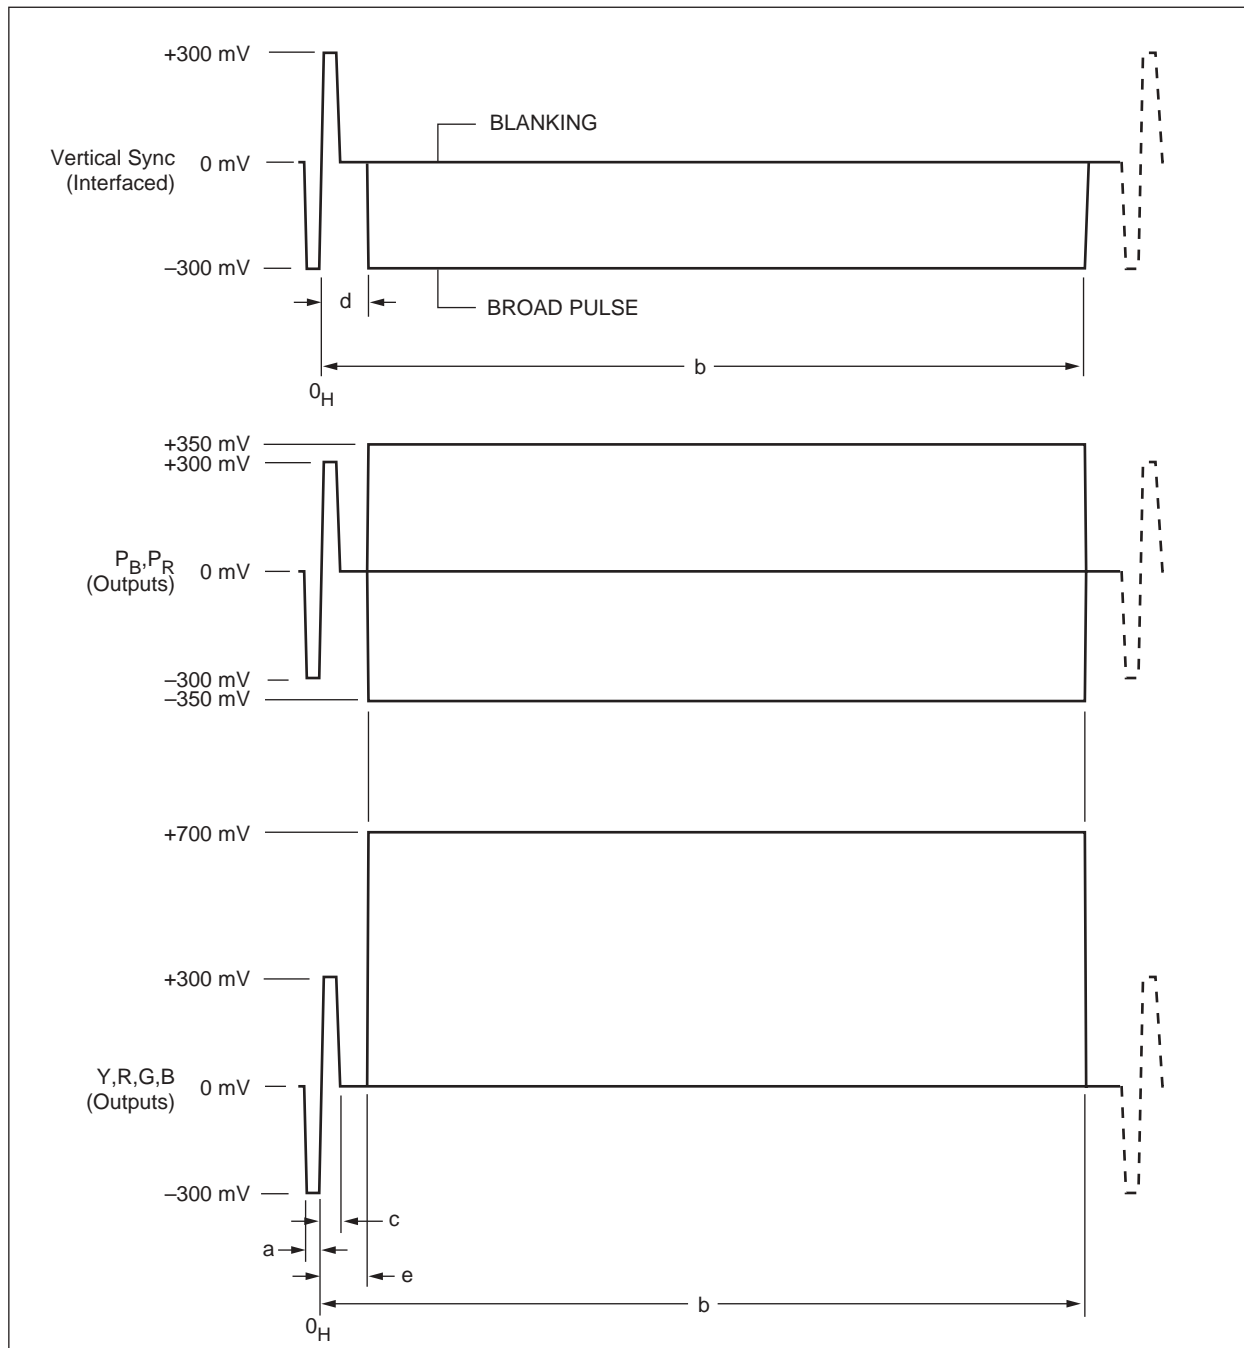 +300 mV
BLANKING
Vertical Sync
(Interfaced)
0 mV
–300 mV
d
BROAD PULSE
b
0H
+350 mV
+300 mV
PB,PR
(Outputs)
0 mV
–300 mV
–350 mV
+700 mV
+300 mV
Y,R,G,B
(Outputs)
0 mV
–300 mV
c
a
e
b
0H